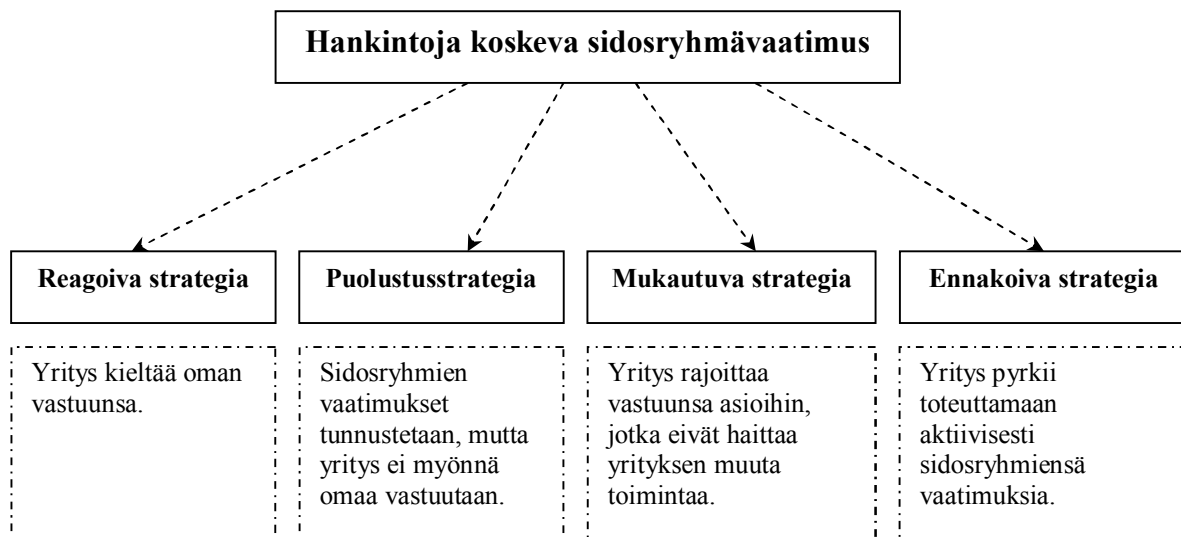 Hankintoja koskeva sidosryhmävaatimus
Reagoiva strategia
Puolustusstrategia
Mukautuva strategia
Ennakoiva strategia
Yritys kieltää oman
vastuunsa.
Sidosryhmien
vaatimukset
tunnustetaan, mutta
yritys ei myönnä
omaa vastuutaan.
Yritys rajoittaa
vastuunsa asioihin,
jotka eivät haittaa
yrityksen muuta
toimintaa.
Yritys pyrkii
toteuttamaan
aktiivisesti
sidosryhmiensä
vaatimuksia.